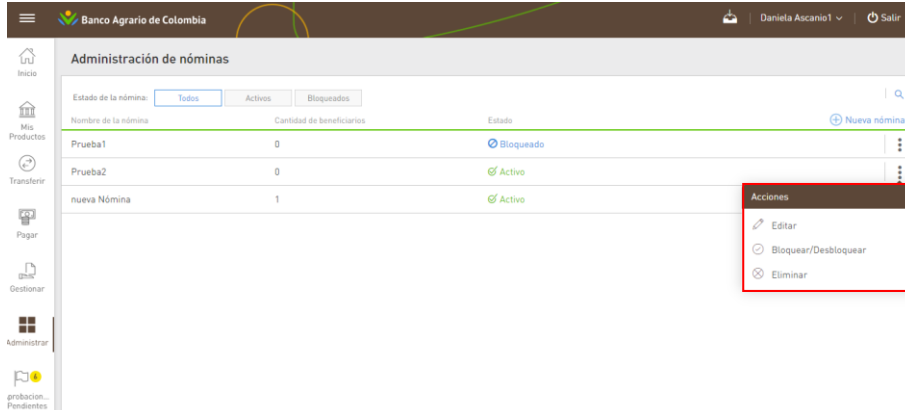 Banco Agrario de Colombia
Daniela Ascanio1
Salir
Inicio
Mis
Productos
Transferir
Pagar
Gestionar
Administrar
6
probacion...
Pendientes
Administración de nóminas
Estado de la nómina: Todos Activos Bloqueados
Nombre de la nómina Cantidad de beneficiarios Estado Nueva nómina
Prueba1 0 Bloqueado
Prueba2 0 Activo
nueva Nómina 1 Activo
Acciones
Editar
Bloquear/Desbloquear
Eliminar